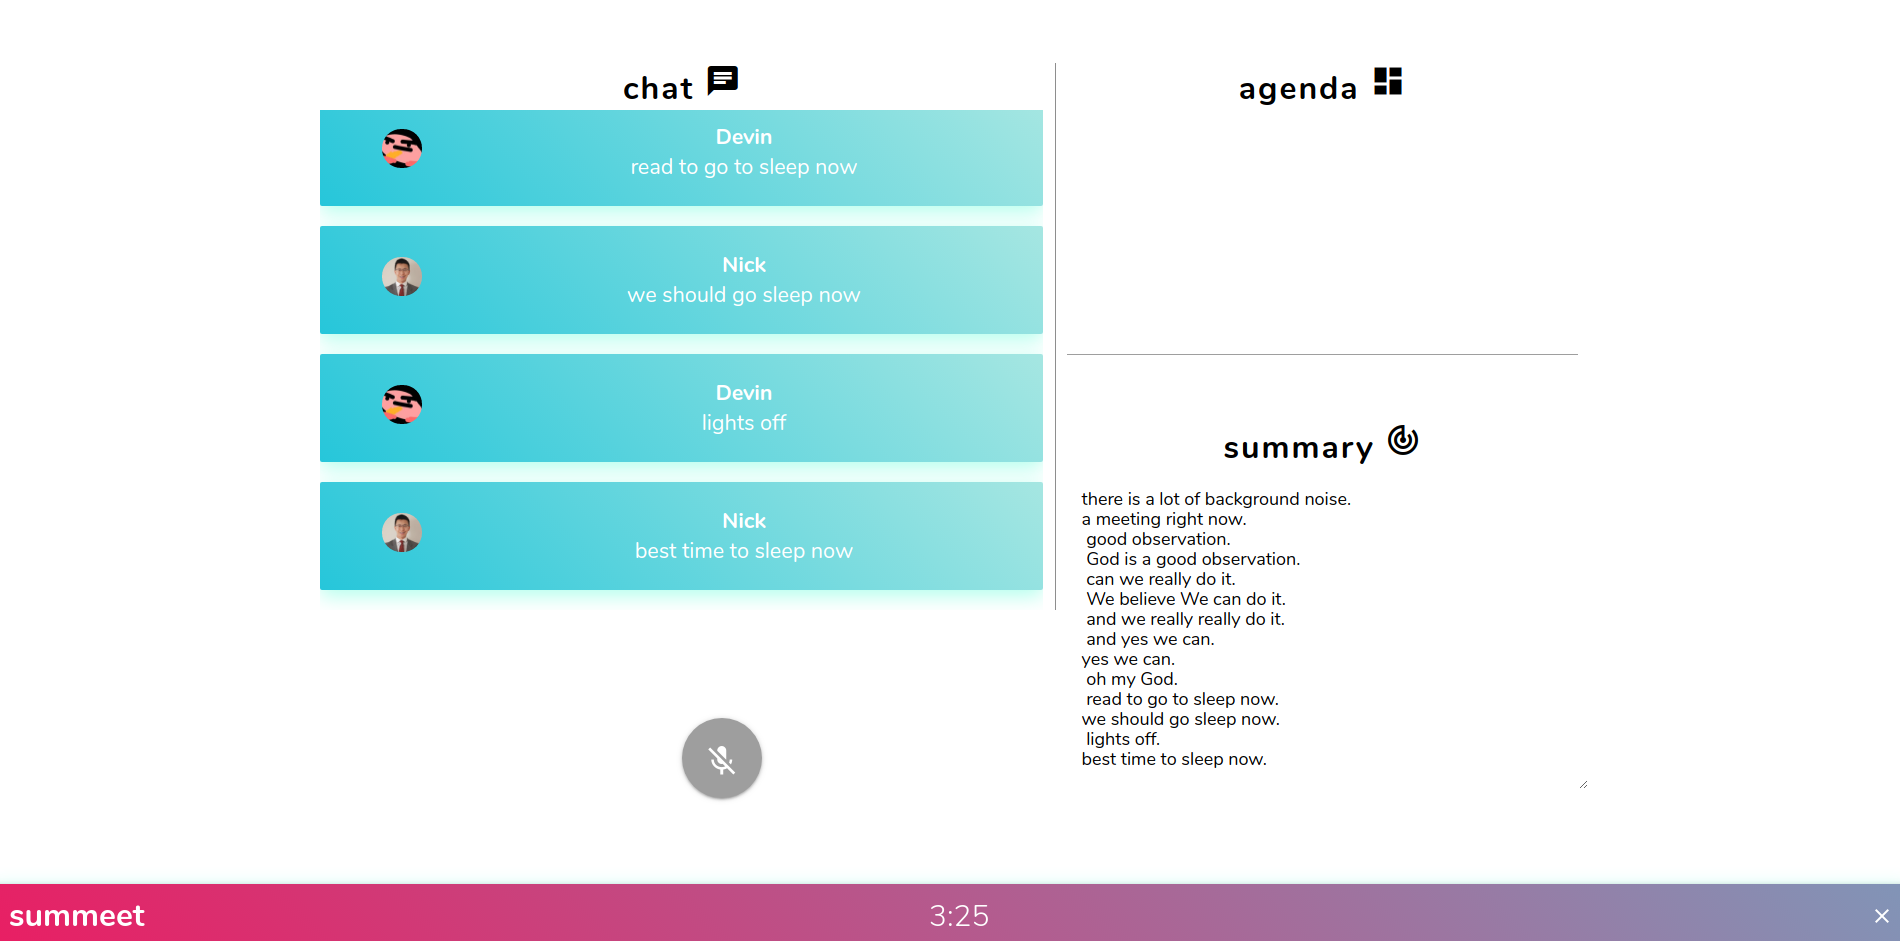 chat
Devin
read to go to sleep now
Nick
we should go sleep now
Devin
lights off
Nick
best time to sleep now
agenda
summary
there is a lot of background noise.
a meeting right now.
good observation.
God is a good observation.
can we really do it.
We believe We can do it.
and we really really do it.
and yes we can.
yes we can.
oh my God.
read to go to sleep now.
we should go sleep now.
lights off.
best time to sleep now.
summeet
3:25